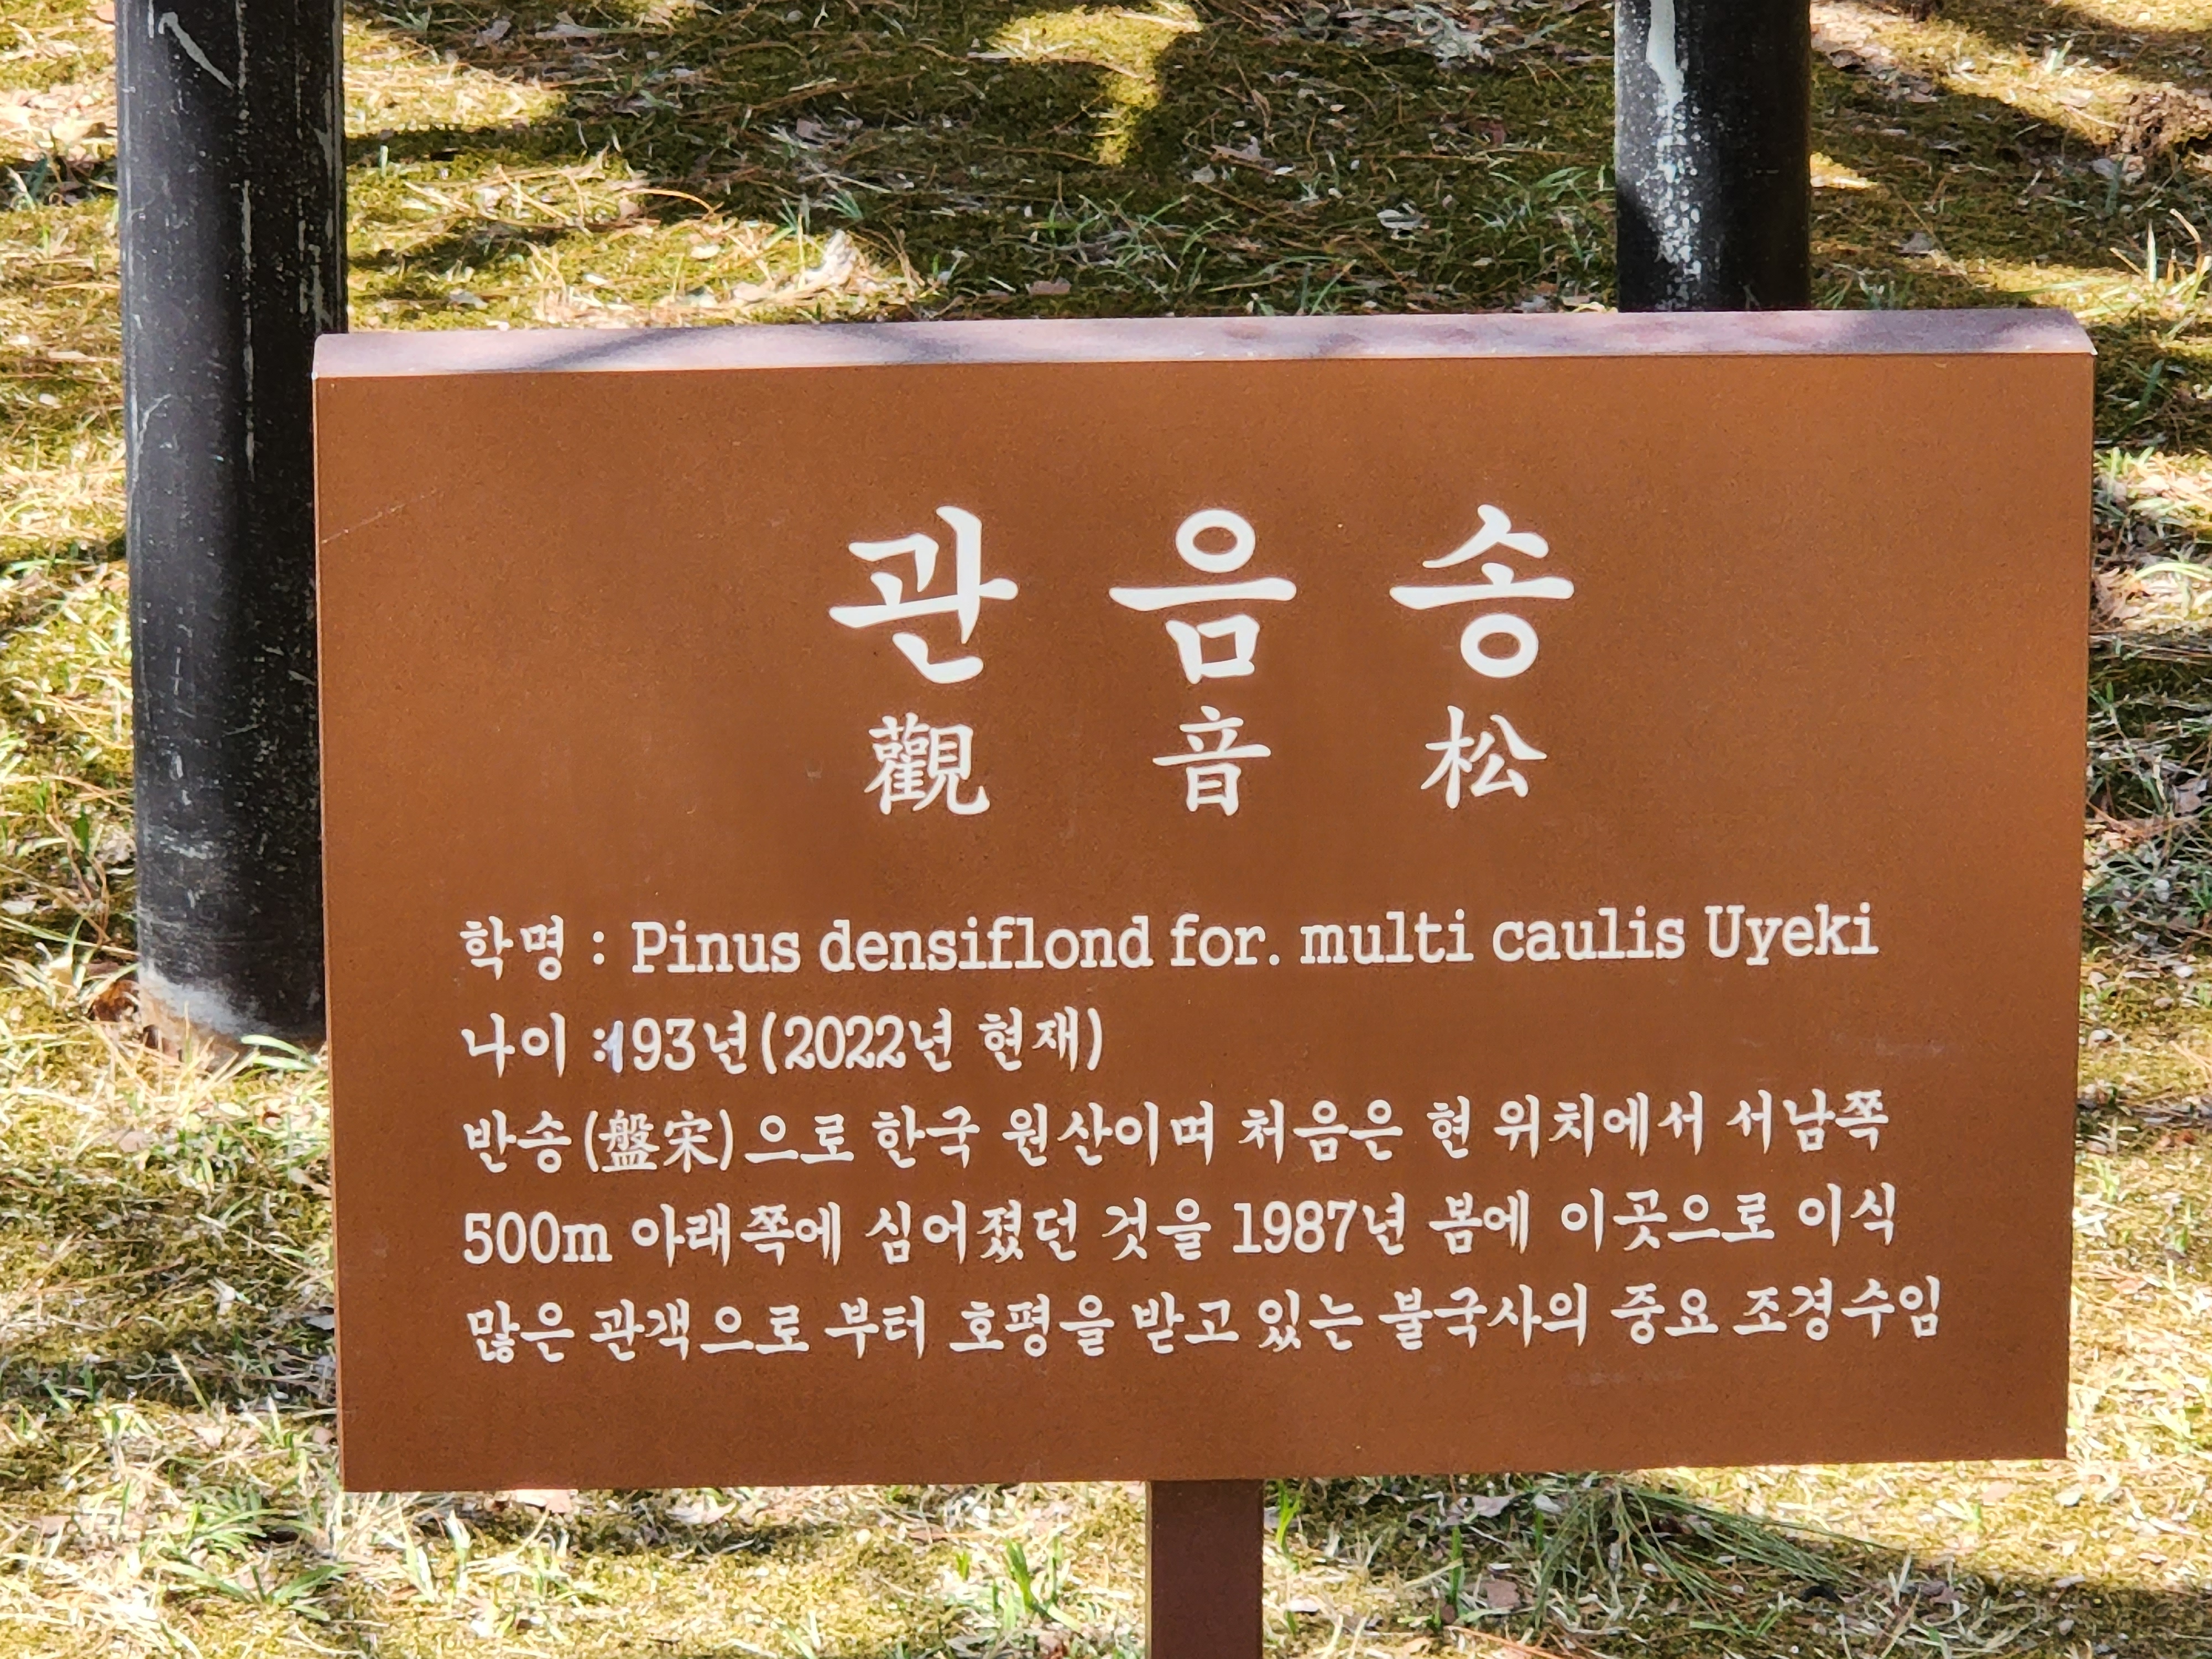 관 음 송
觀 音 松
학명 : Pinus densiflond for. multi caulis Uyeki
나이 :193년(2022년 현재)
반송(盤宋)으로 한국 원산이며 처음은 현 위치에서 서남쪽
500m 아래쪽에 심어졌던 것을 1987년 봄에 이곳으로 이식
많은 관객으로 부터 호평을 받고 있는 불국사의 중요 조경수임